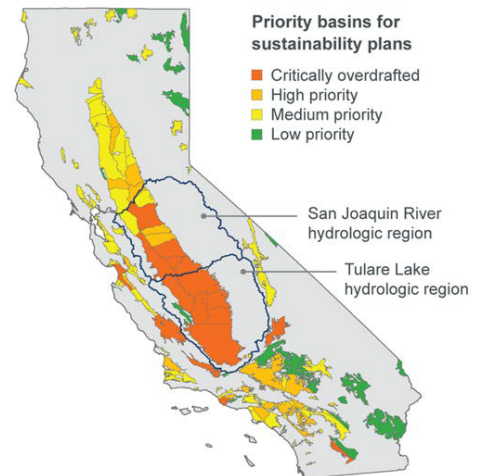 Priority basins for
sustainability plans
Critically overdrafted
High priority
Medium priority
Low priority
San Joaquin River
hydrologic region
Tulare Lake
hydrologic region